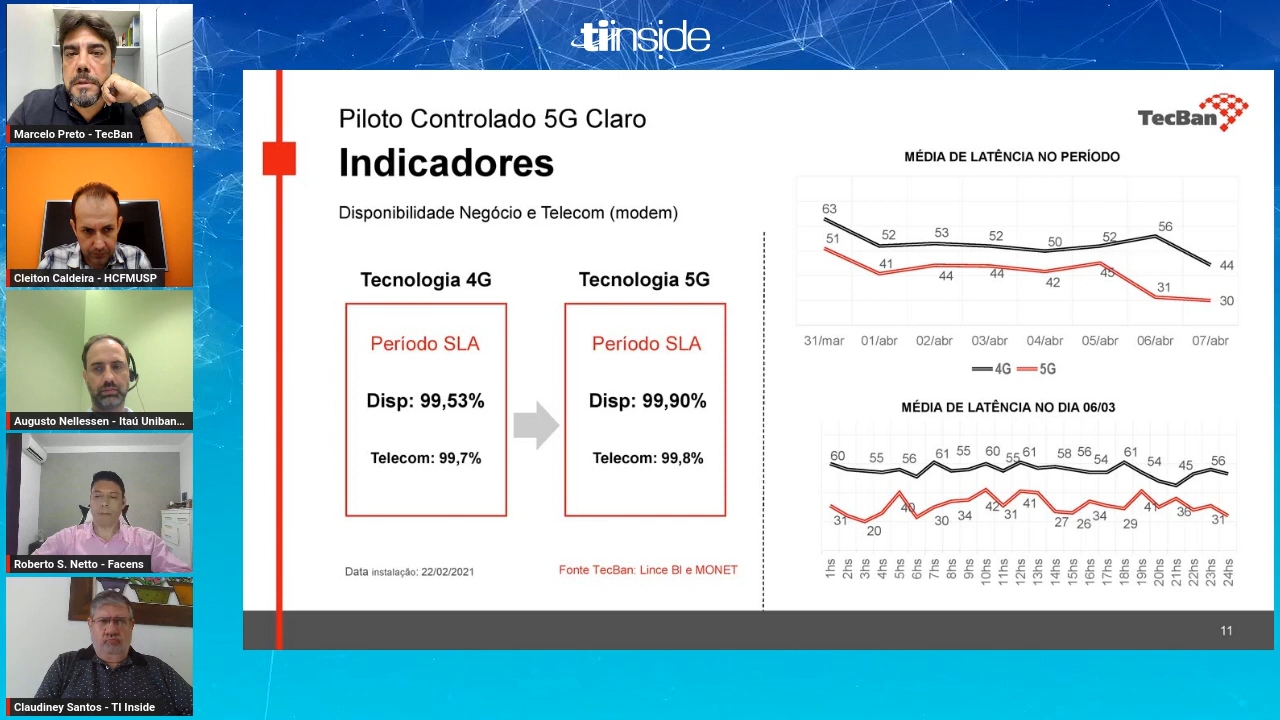 tiinside
Marcelo Preto - TecBan
Cleiton Caldeira - HCFMUSP
Augusto Nellessen - Itaú Uniban...
Roberto S. Netto - Facens
Claudiney Santos - TI Inside
Piloto Controlado 5G Claro
Indicadores
Disponibilidade Negócio e Telecom (modem)
Tecnologia 4G
Período SLA
Disp: 99,53%
Telecom: 99,7%
Tecnologia 5G
Período SLA
Disp: 99,90%
Telecom: 99,8%
Data instalação: 22/02/2021
Fonte TecBan: Lince BI e MONET
TecBan
MÉDIA DE LATÊNCIA NO PERÍODO
63 52 53 52 50 52 56 44
51 41 44 44 42 45 31 30
31/mar 01/abr 02/abr 03/abr 04/abr 05/abr 06/abr 07/abr
4G 5G
MÉDIA DE LATÊNCIA NO DIA 06/03
60 55 56 61 55 60 55 61 58 56 54 61 54 45 56
31 20 40 30 34 42 31 41 27 26 34 29 41 36 31
1hs 2hs 3hs 4hs 5hs 6hs 7hs 8hs 9hs 10hs 11hs 12hs 13hs 14hs 15hs 16hs 17hs 18hs 19hs 20hs 21hs 22hs 23hs 24hs
11